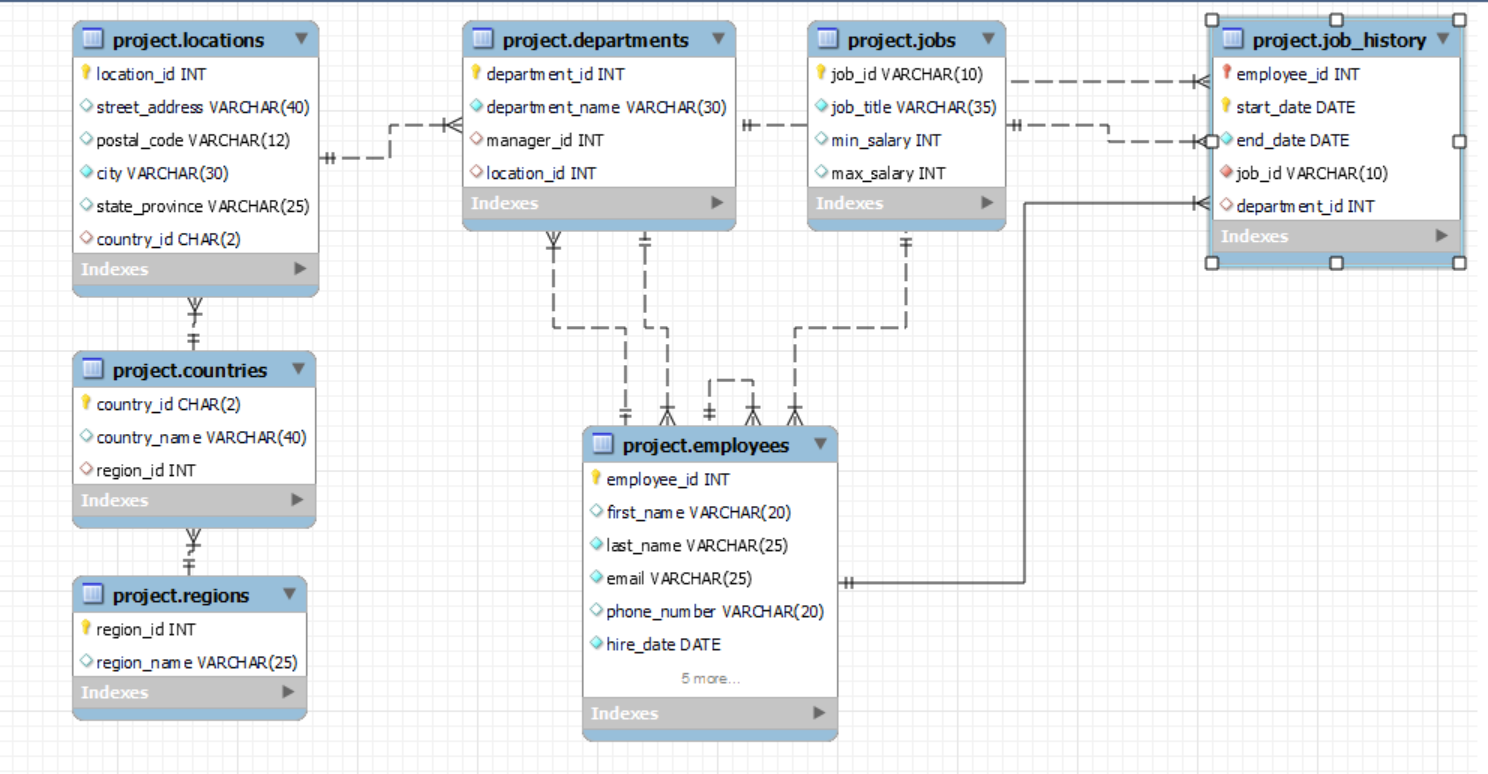 project.locations
location_id INT
street_address VARCHAR(40)
postal_code VARCHAR(12)
city VARCHAR(30)
state_province VARCHAR(25)
country_id CHAR(2)
Indexes
project.departments
department_id INT
department_name VARCHAR(30)
manager_id INT
location_id INT
Indexes
project.jobs
job_id VARCHAR(10)
job_title VARCHAR(35)
min_salary INT
max_salary INT
Indexes
project.job_history
employee_id INT
start_date DATE
end_date DATE
job_id VARCHAR(10)
department_id INT
Indexes
project.countries
country_id CHAR(2)
country_name VARCHAR(40)
region_id INT
Indexes
project.employees
employee_id INT
first_name VARCHAR(20)
last_name VARCHAR(25)
email VARCHAR(25)
phone_number VARCHAR(20)
hire_date DATE
5 more...
Indexes
project.regions
region_id INT
region_name VARCHAR(25)
Indexes